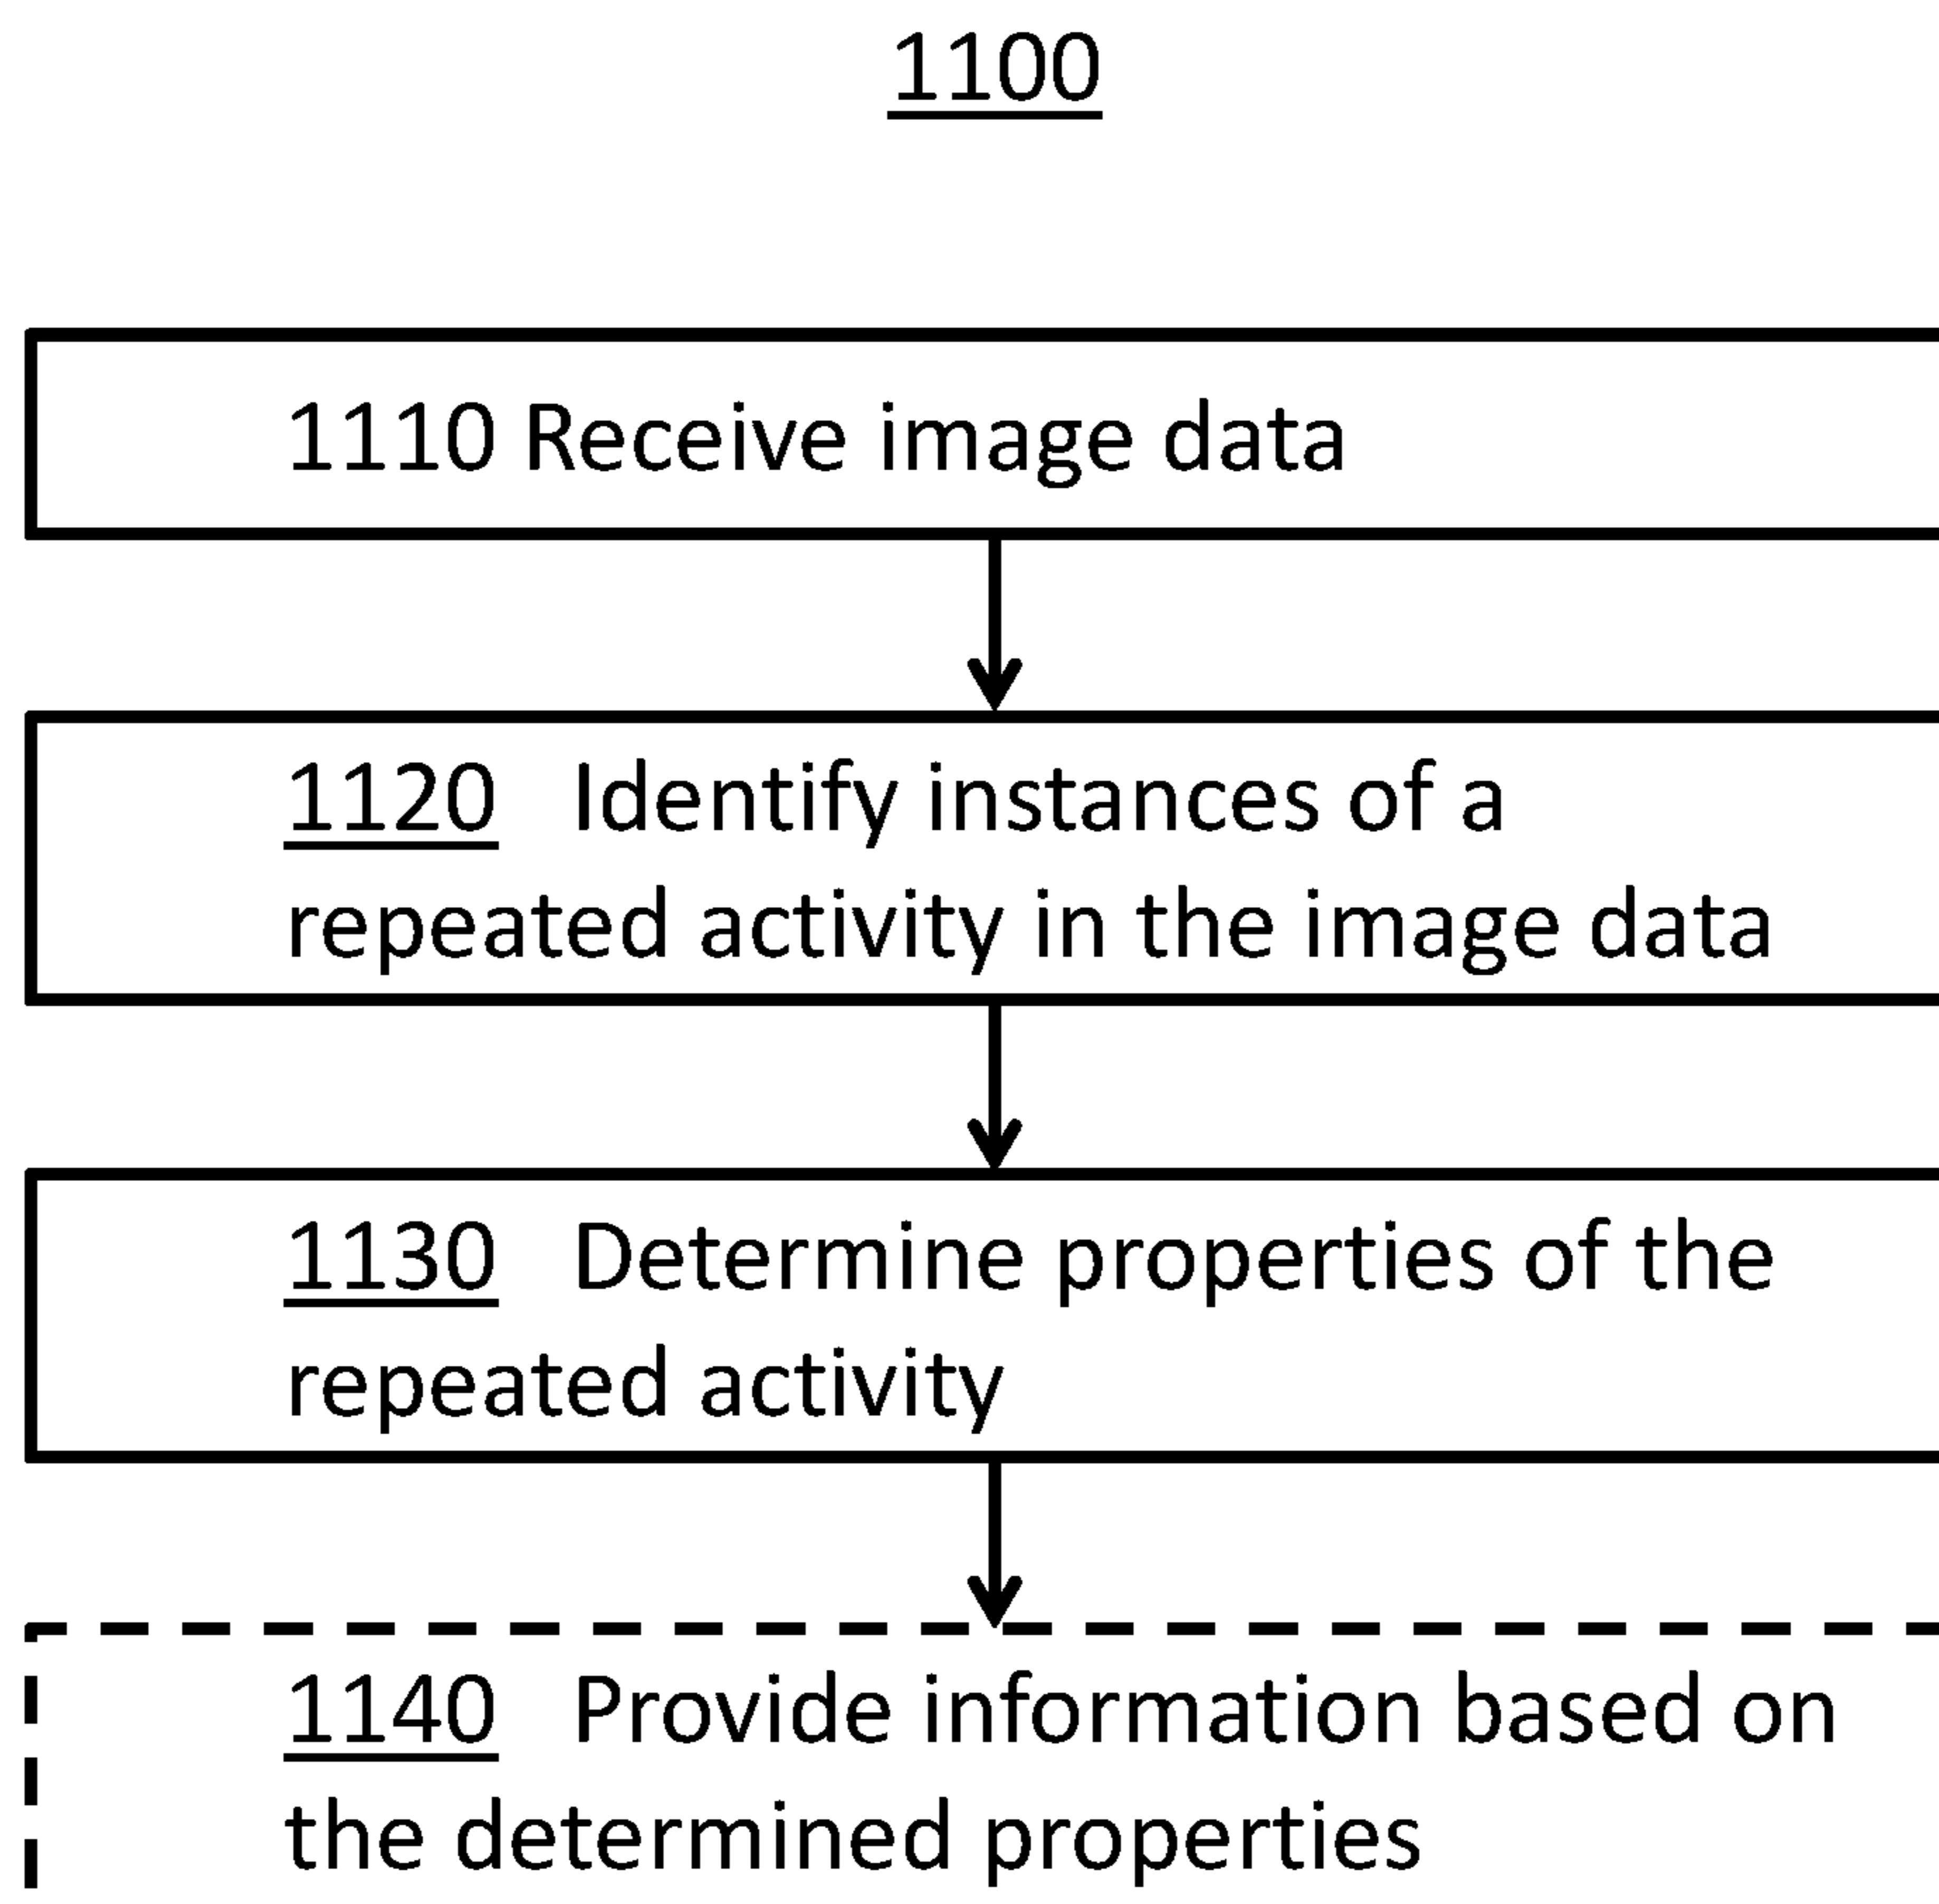 1100
1110 Receive image data
1120 Identify instances of a
repeated activity in the image data
1130 Determine properties of the
repeated activity
1140 Provide information based on
the determined properties